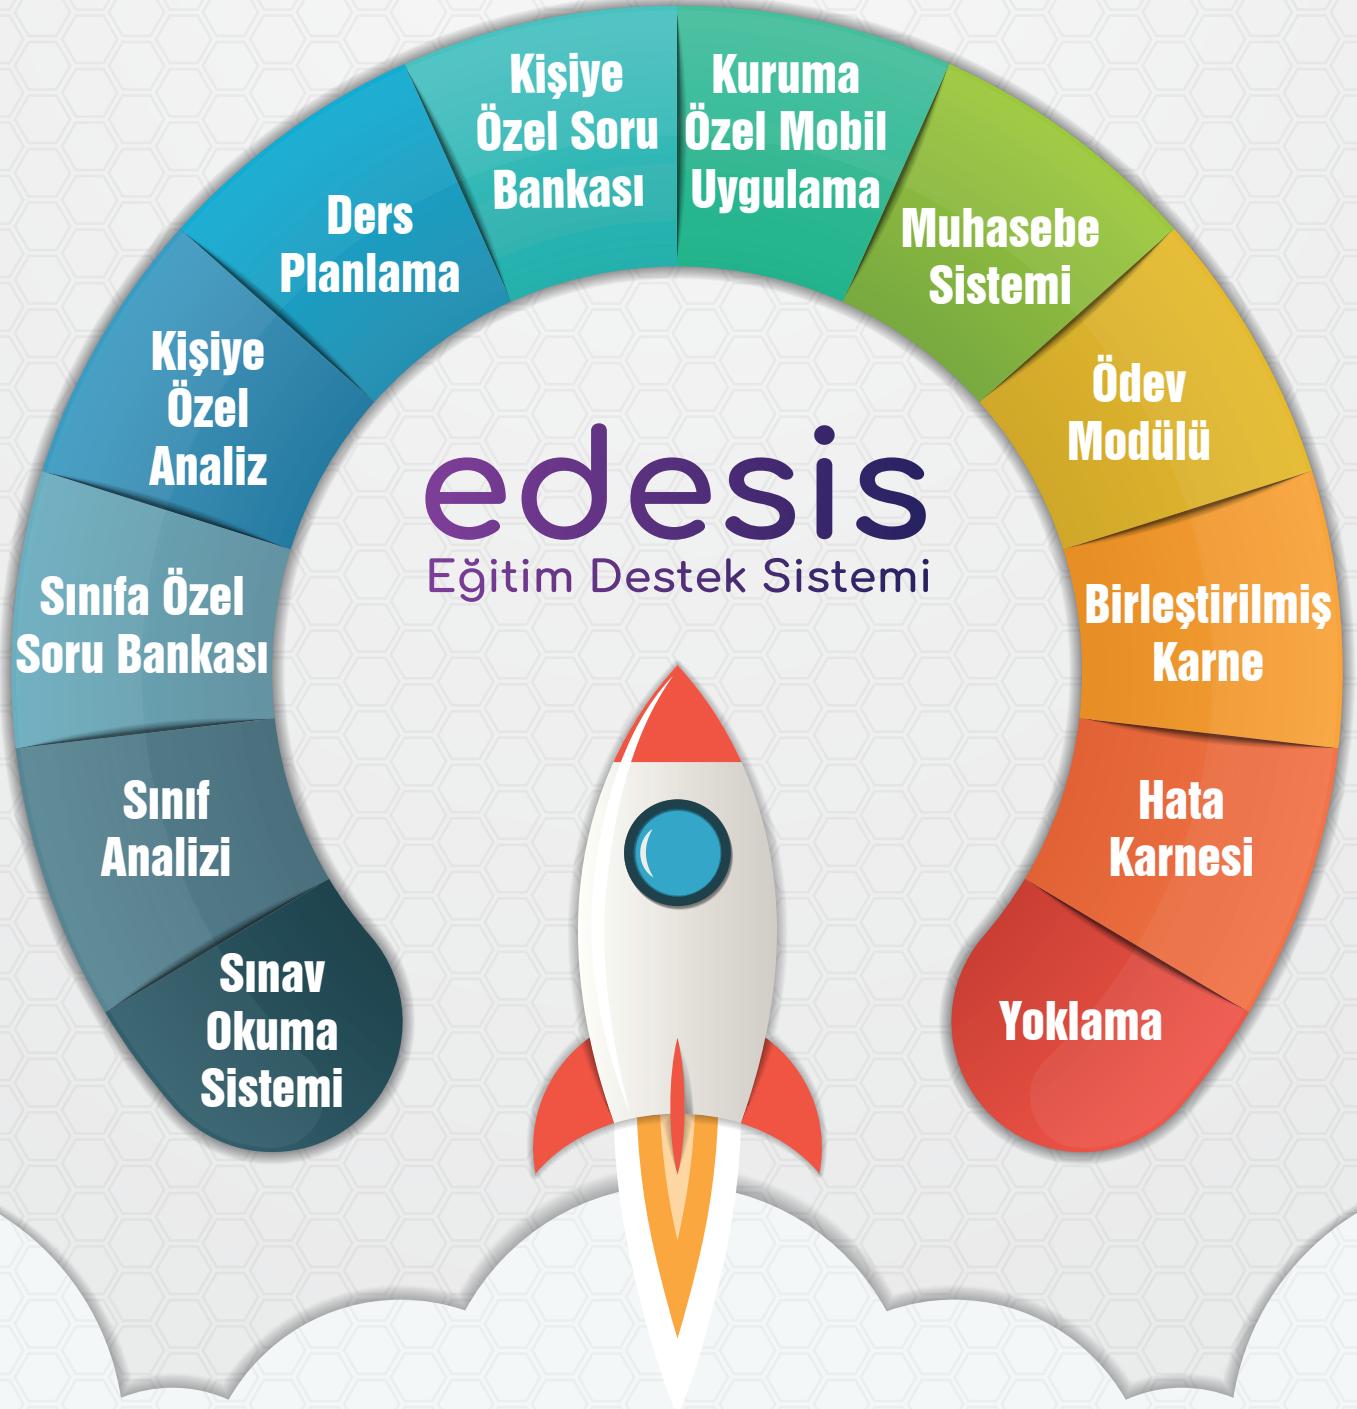 Kişiye
Özel Soru
Bankası
Kuruma
Özel Mobil
Uygulama
Ders
Planlama
Muhasebe
Sistemi
Kişiye
Özel
Analiz
Ödev
Modülü
edesis
Eğitim Destek Sistemi
Sınıfa Özel
Soru Bankası
Birleştirilmiş
Karne
Sınıf
Analizi
Hata
Karnesi
Sınav
Okuma
Sistemi
Yoklama